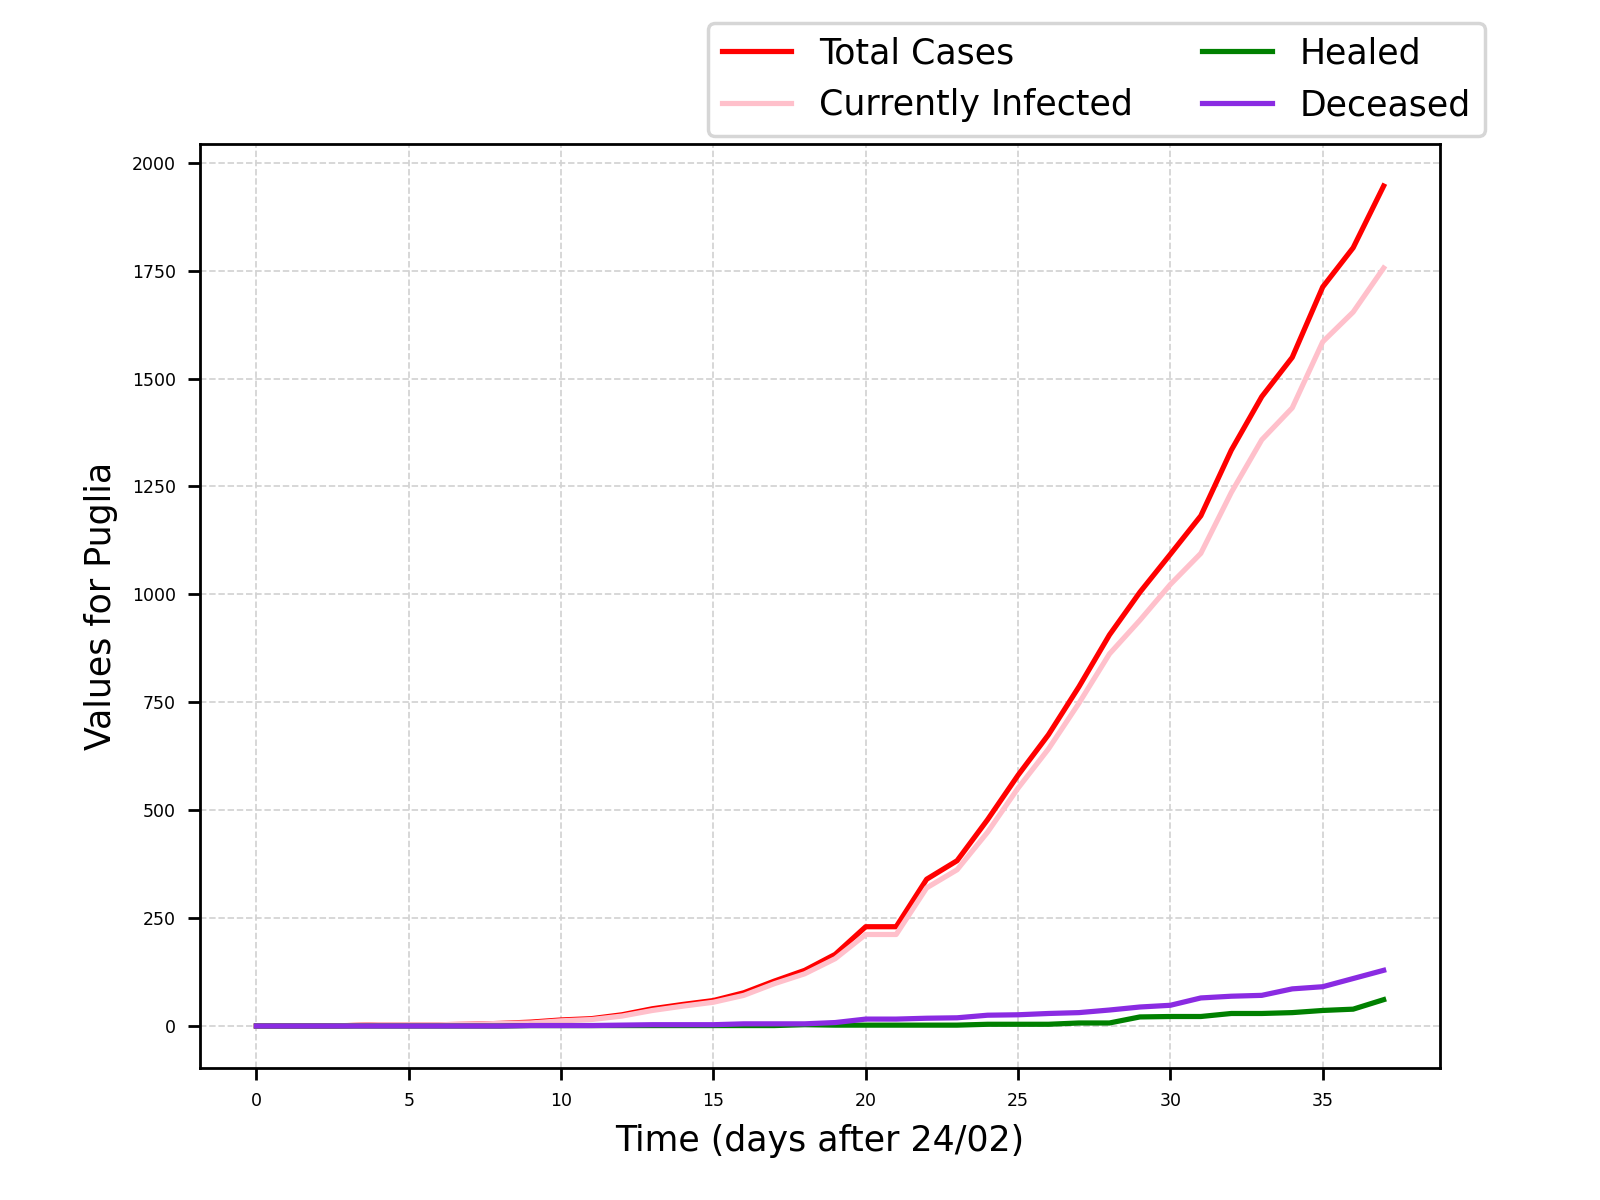 Total Cases
Currently Infected
Healed
Deceased
2000
1750
1500
1250
1000
750
500
250
0
Values for Puglia
0 5 10 15 20 25 30 35
Time (days after 24/02)